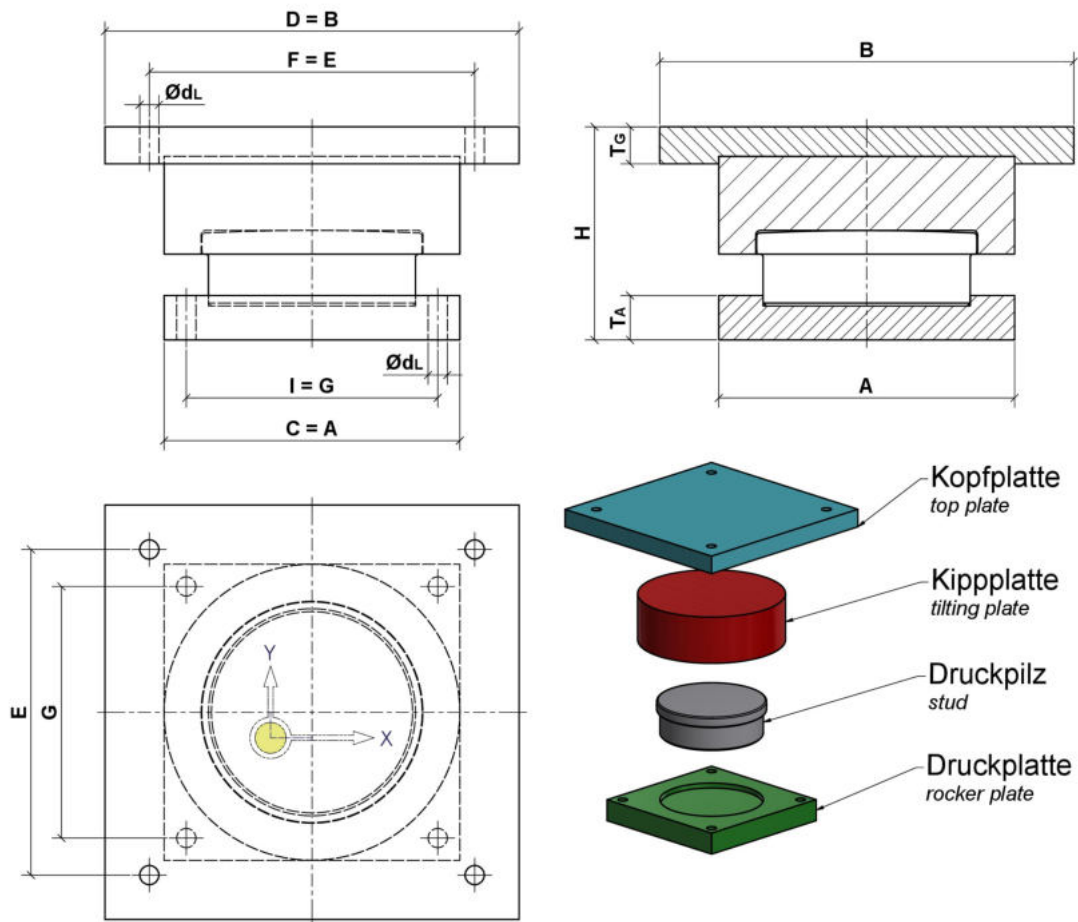 D = B
F = E
ØdL
ØdL
I = G
C = A
B
TG
H
TA
A
E
G
Y
X
Kopfplatte
top plate
Kippplatte
tilting plate
Druckpilz
stud
Druckplatte
rocker plate